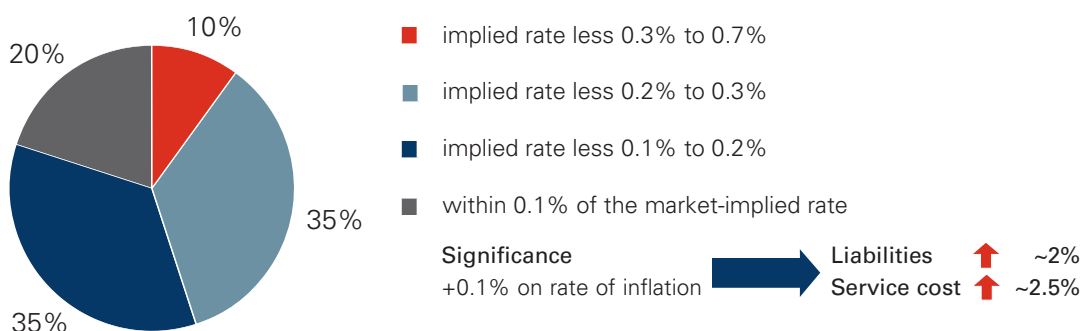 10%
20%
35%
35%
implied rate less 0.3% to 0.7%
implied rate less 0.2% to 0.3%
implied rate less 0.1% to 0.2%
within 0.1% of the market-implied rate
Significance
+0.1% on rate of inflation
Liabilities ~2%
Service cost ~2.5%